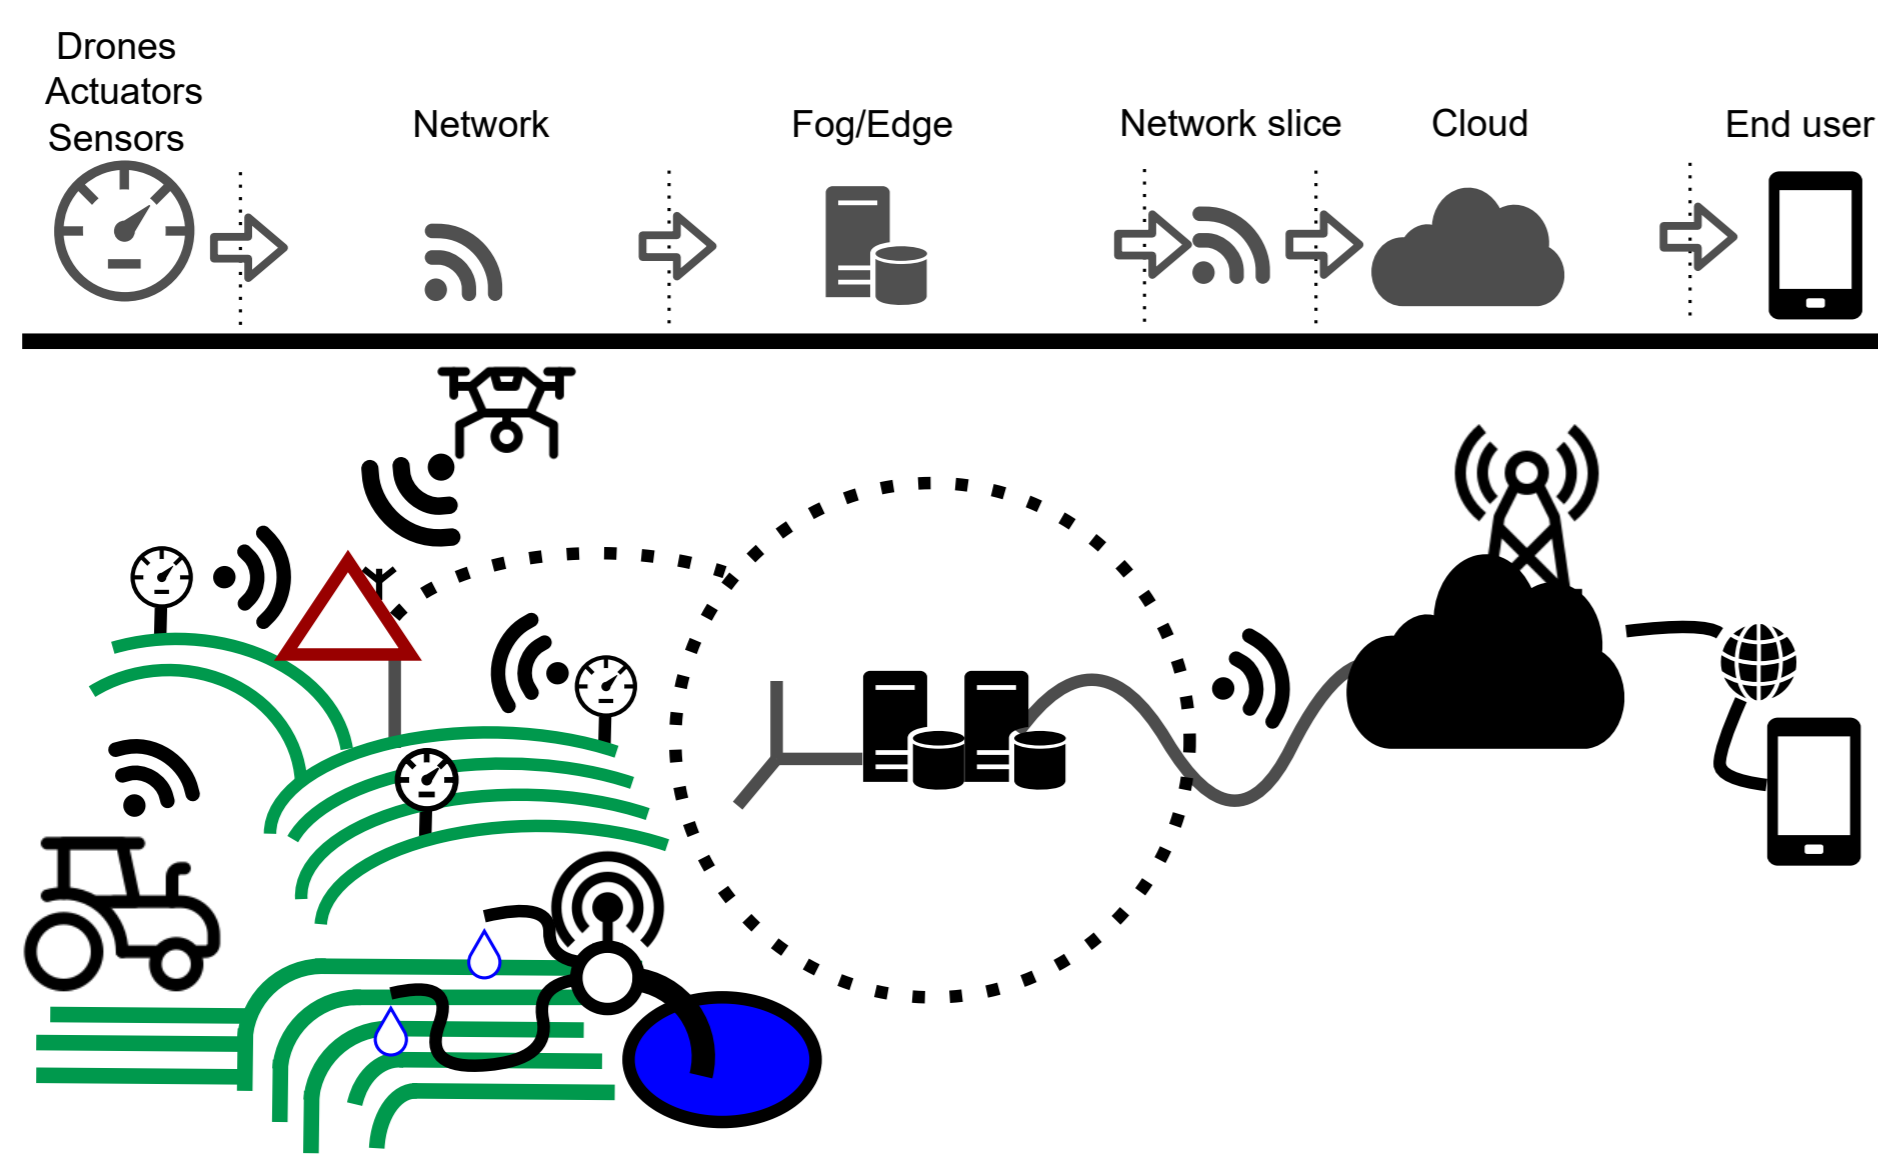 Drones
Actuators
Sensors
Network
Fog/Edge
Network slice
Cloud
End user